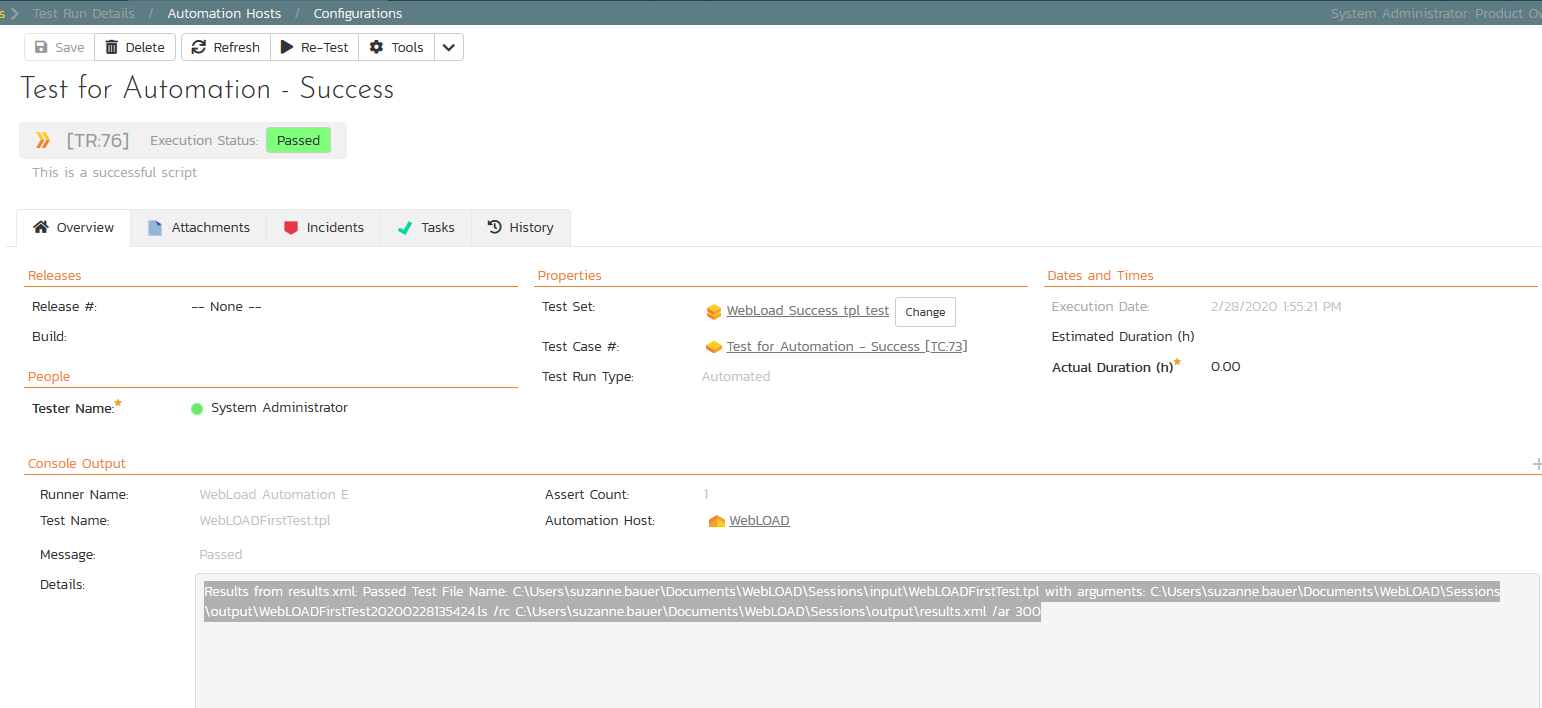 s > Test Run Details / Automation Hosts / Configurations System Administrator: Product Ov
Save Delete Refresh Re-Test Tools
Test for Automation - Success
[TR:76] Execution Status: Passed
This is a successful script
Overview Attachments Incidents Tasks History
Releases
Release #: -- None --
Build:
People
Tester Name:* System Administrator
Properties
Test Set: WebLoad Success tpl test Change
Test Case #: Test for Automation - Success [TC:73]
Test Run Type: Automated
Dates and Times
Execution Date: 2/28/2020 1:55:21 PM
Estimated Duration (h)
Actual Duration (h)* 0.00
Console Output +
Runner Name: WebLoad Automation E Assert Count: 1
Test Name: WebLOADFirstTest.tpl Automation Host: WebLOAD
Message: Passed
Details:
Results from results.xml: Passed Test File Name: C:\Users\suzanne.bauer\Documents\WebLOAD\Sessions\input\WebLOADFirstTest.tpl with arguments: C:\Users\suzanne.bauer\Documents\WebLOAD\Sessions
\output\WebLOADFirstTest20200228135424.ls /rc C:\Users\suzanne.bauer\Documents\WebLOAD\Sessions\output\results.xml /ar 300